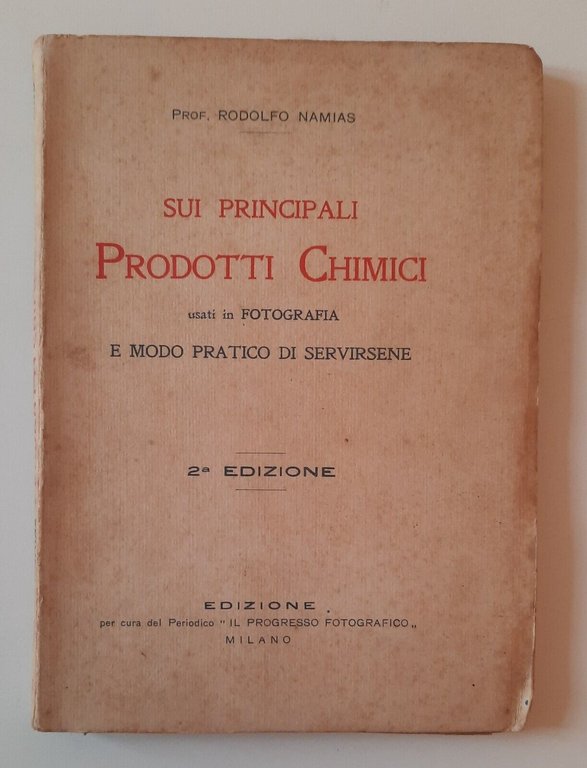 PROF. RODOLFO NAMIAS
SUI PRINCIPALI
PRODOTTI CHIMICI
usati in FOTOGRAFIA
E MODO PRATICO DI SERVIRSENE
2ª EDIZIONE
EDIZIONE
per cura del Periodico “ IL PROGRESSO FOTOGRAFICO „
MILANO